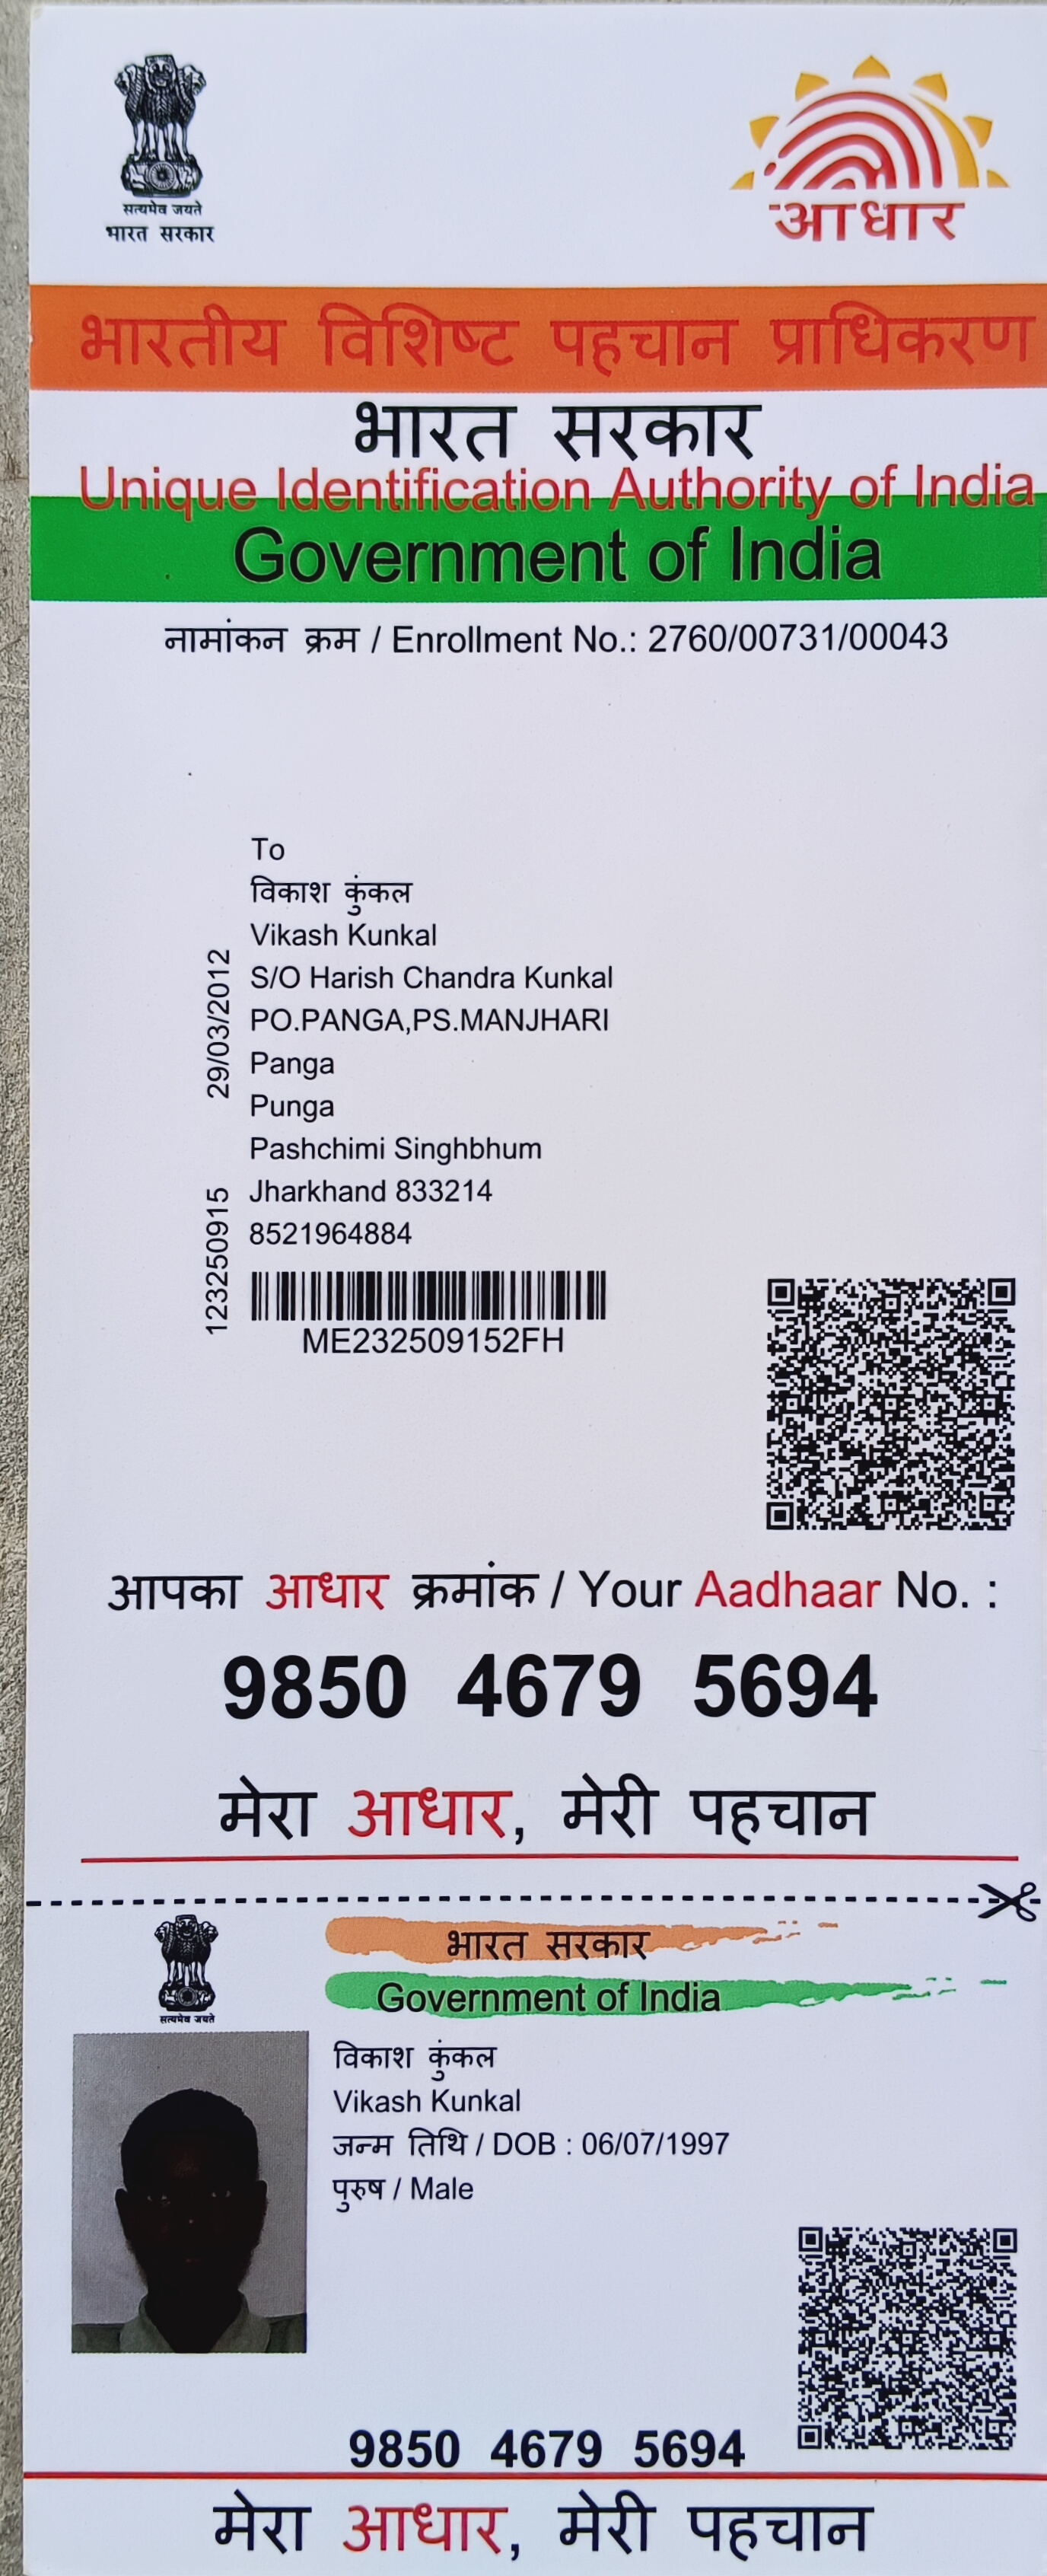 सत्यमेव जयते
भारत सरकार
आधार
भारतीय विशिष्ट पहचान प्राधिकरण
भारत सरकार
Unique Identification Authority of India
Government of India
नामांकन क्रम / Enrollment No.: 2760/00731/00043
To
विकाश कुंकल
Vikash Kunkal
S/O Harish Chandra Kunkal
PO.PANGA,PS.MANJHARI
Panga
Punga
Pashchimi Singhbhum
Jharkhand 833214
8521964884
29/03/2012
123250915
ME232509152FH
आपका आधार क्रमांक / Your Aadhaar No. :
9850 4679 5694
मेरा आधार, मेरी पहचान
सत्यमेव जयते
भारत सरकार
Government of India
विकाश कुंकल
Vikash Kunkal
जन्म तिथि / DOB : 06/07/1997
पुरुष / Male
9850 4679 5694
मेरा आधार, मेरी पहचान